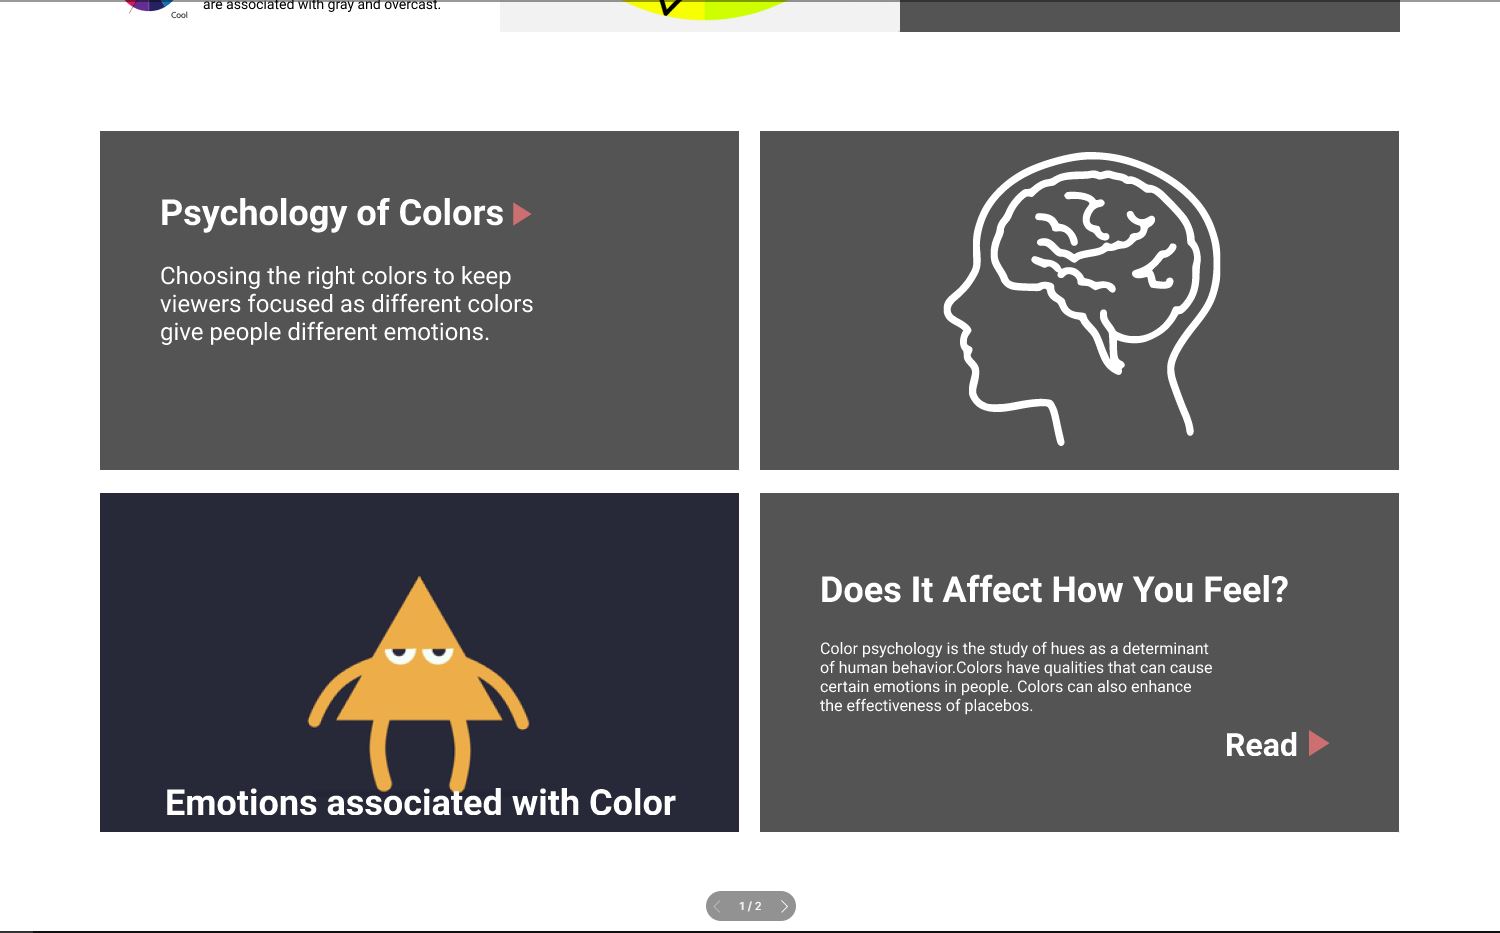 are associated with gray and overcast.
Cool
Psychology of Colors
Choosing the right colors to keep
viewers focused as different colors
give people different emotions.
Emotions associated with Color
Does It Affect How You Feel?
Color psychology is the study of hues as a determinant
of human behavior.Colors have qualities that can cause
certain emotions in people. Colors can also enhance
the effectiveness of placebos.
Read
1 / 2